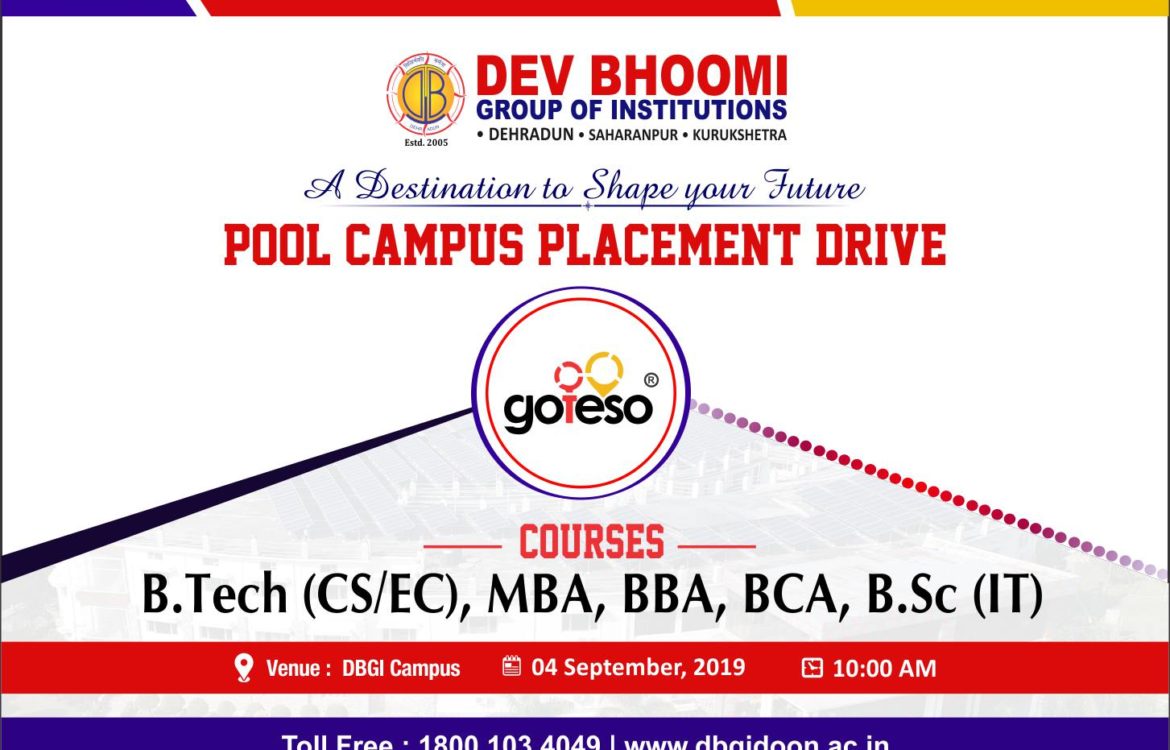 DEV BHOOMI
GROUP OF INSTITUTIONS
• DEHRADUN • SAHARANPUR • KURUKSHETRA
Estd. 2005
A Destination to Shape your Future
POOL CAMPUS PLACEMENT DRIVE
goteso ®
COURSES
B.Tech (CS/EC), MBA, BBA, BCA, B.Sc (IT)
Venue : DBGI Campus 04 September, 2019 10:00 AM
Toll Free : 1800 103 4049 | www.dbgidoon.ac.in